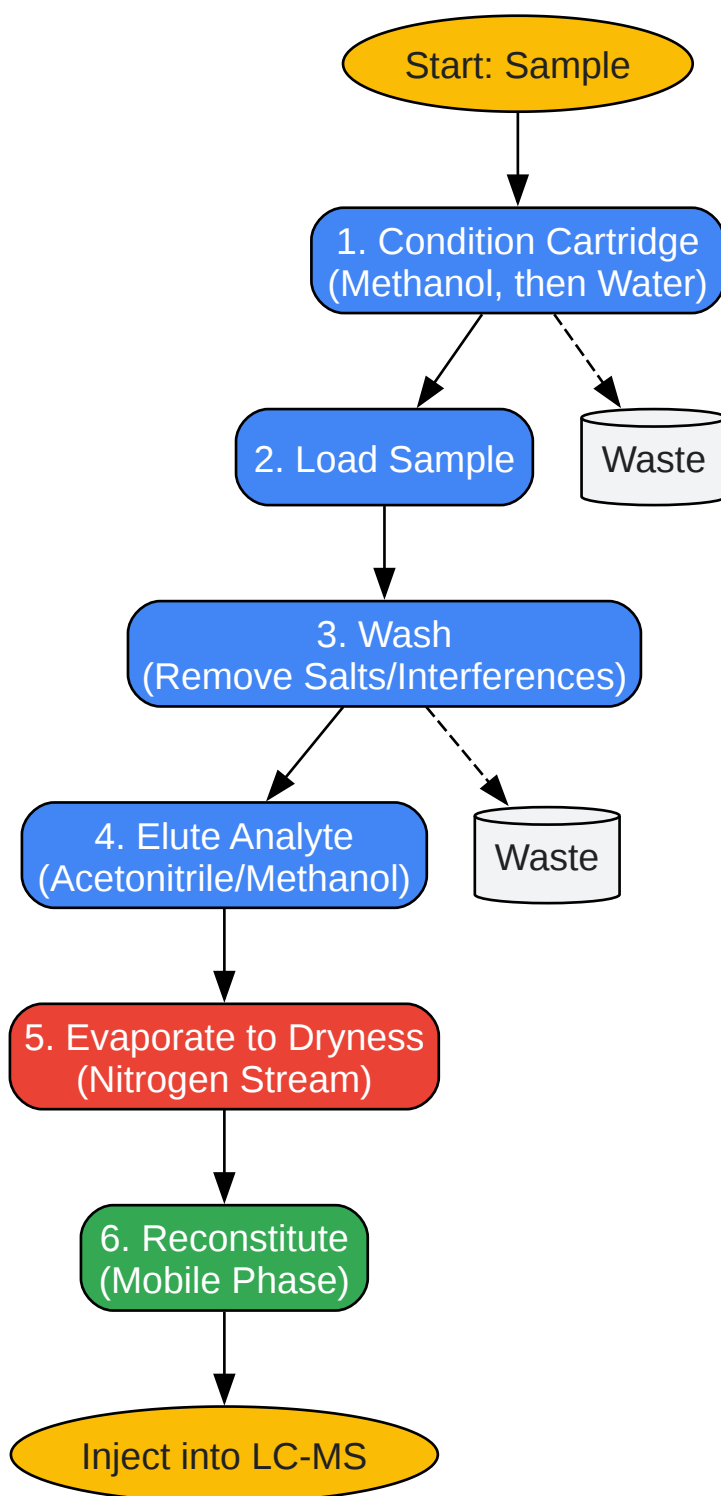 Start: Sample
1. Condition Cartridge
(Methanol, then Water)
2. Load Sample
Waste
3. Wash
(Remove Salts/Interferences)
4. Elute Analyte
(Acetonitrile/Methanol)
Waste
5. Evaporate to Dryness
(Nitrogen Stream)
6. Reconstitute
(Mobile Phase)
Inject into LC-MS